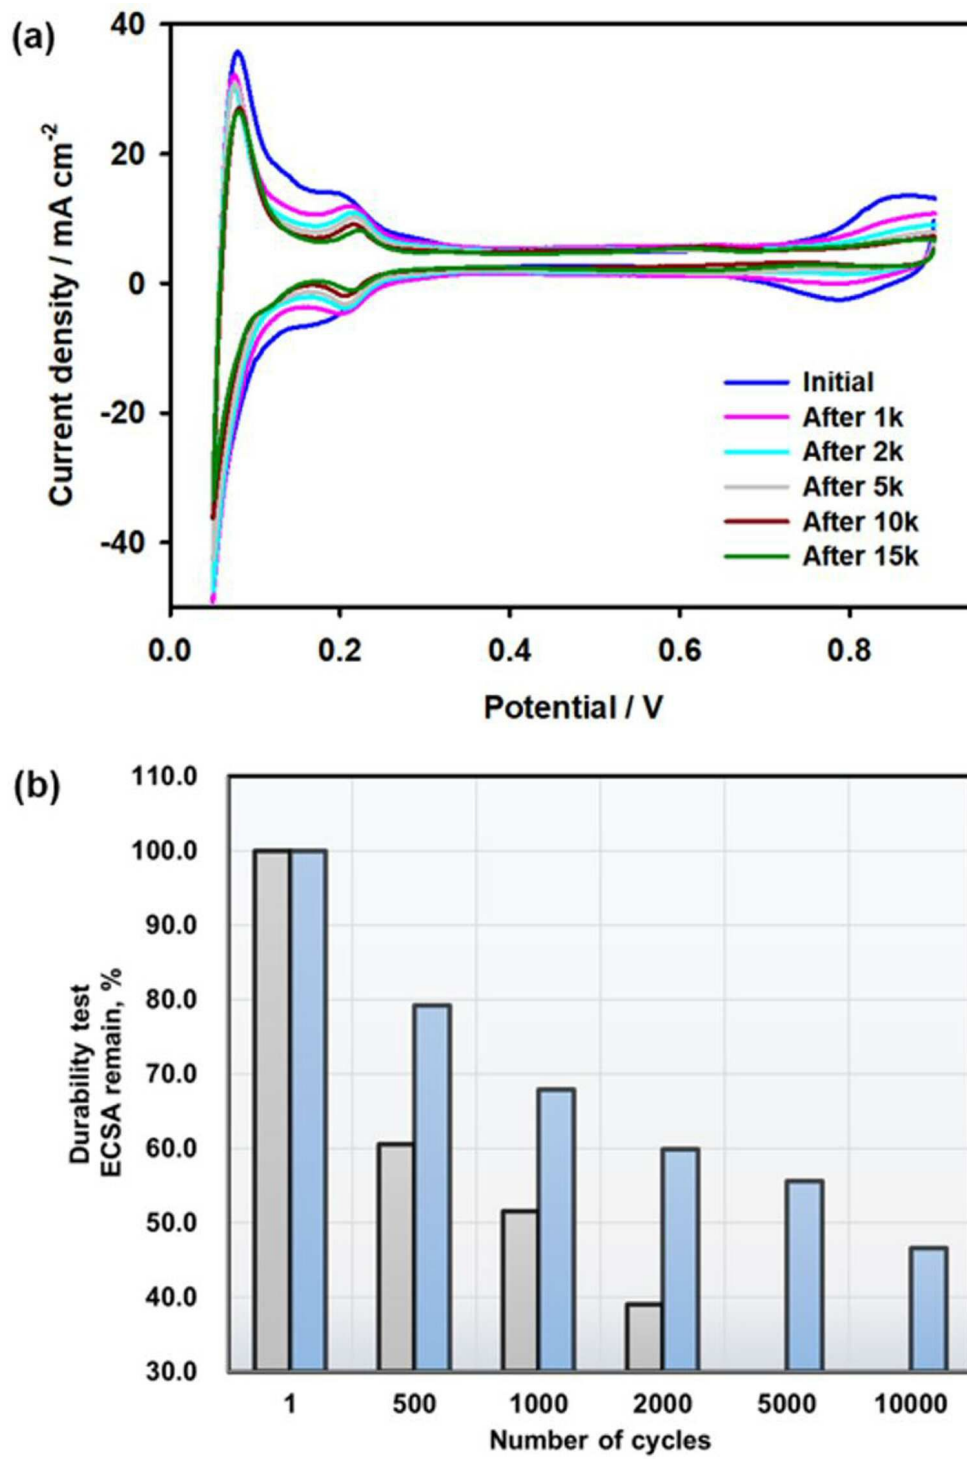 (a)
40
20
0
-20
-40
Current density / mA cm-2
Initial
After 1k
After 2k
After 5k
After 10k
After 15k
0.0 0.2 0.4 0.6 0.8
Potential / V
(b)
110.0
100.0
90.0
80.0
70.0
60.0
50.0
40.0
30.0
Durability test
ECSA remain, %
1 500 1000 2000 5000 10000
Number of cycles